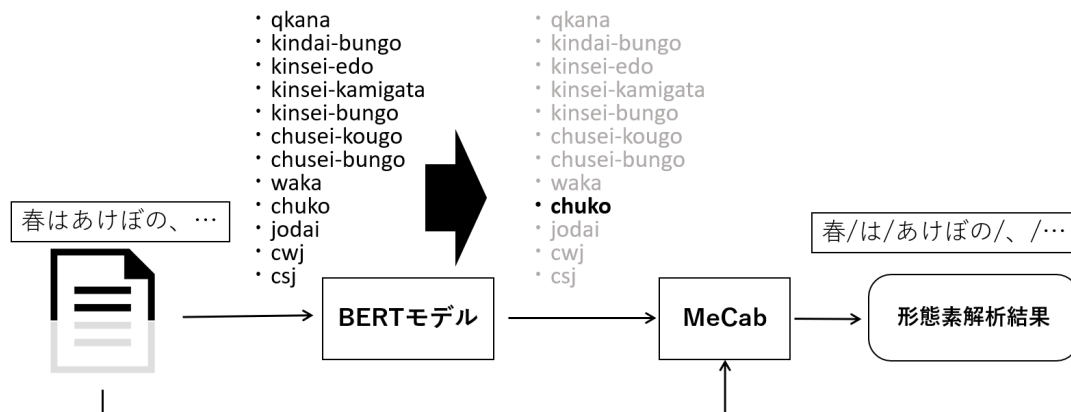 ・qkana
・kindai-bungo
・kinsei-edo
・kinsei-kamigata
・kinsei-bungo
・chusei-kougo
・chusei-bungo
・waka
・chuko
・jodai
・cwj
・csj
・qkana
・kindai-bungo
・kinsei-edo
・kinsei-kamigata
・kinsei-bungo
・chusei-kougo
・chusei-bungo
・waka
・chuko
・jodai
・cwj
・csj
春はあけぼの、…
春/は/あけぼの/、/…
BERTモデル
MeCab
形態素解析結果